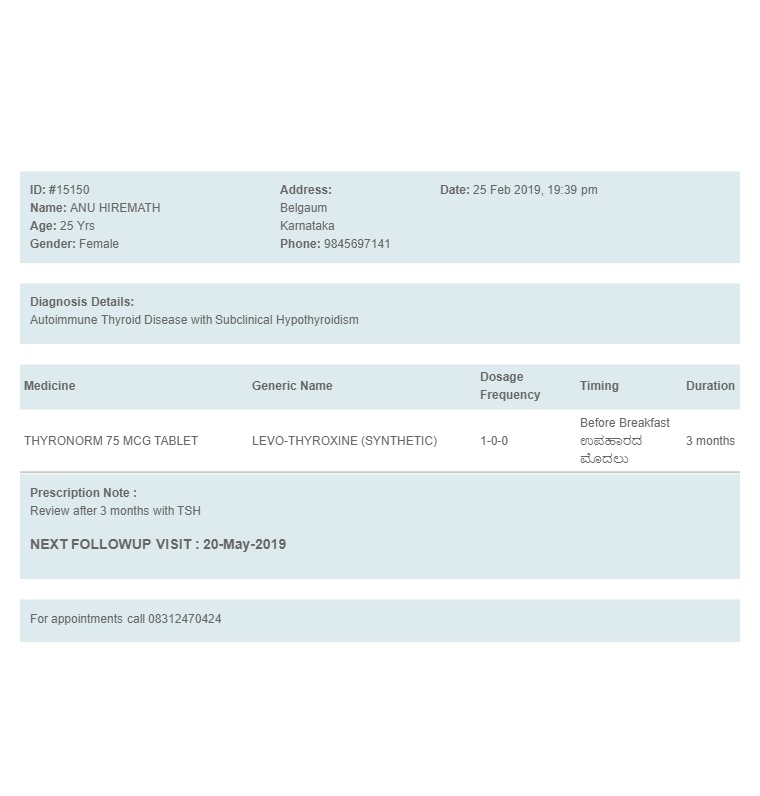 ID: #15150
Name: ANU HIREMATH
Age: 25 Yrs
Gender: Female
Address:
Belgaum
Karnataka
Phone: 9845697141
Date: 25 Feb 2019, 19:39 pm
Diagnosis Details:
Autoimmune Thyroid Disease with Subclinical Hypothyroidism
Medicine Generic Name Dosage Frequency Timing Duration
THYRONORM 75 MCG TABLET LEVO-THYROXINE (SYNTHETIC) 1-0-0 Before Breakfast ಉಪಹಾರದ ಮೊದಲು 3 months
Prescription Note :
Review after 3 months with TSH
NEXT FOLLOWUP VISIT : 20-May-2019
For appointments call 08312470424